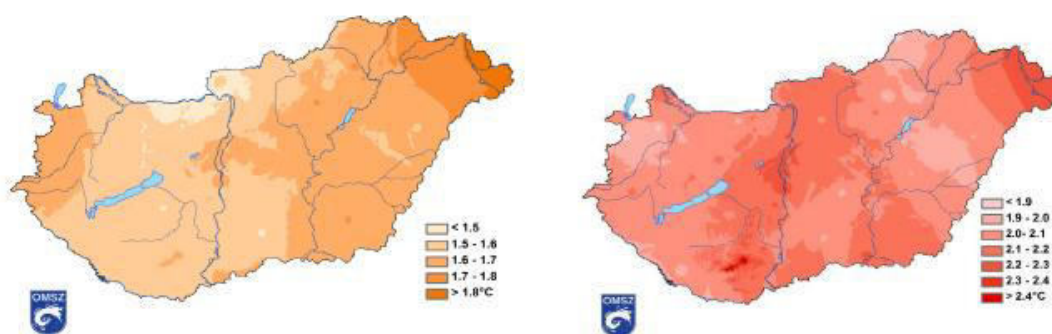 < 1.5
1.5 - 1.6
1.6 - 1.7
1.7 - 1.8
> 1.8°C
OMSZ
< 1.9
1.9 - 2.0
2.0- 2.1
2.1 - 2.2
2.2 - 2.3
2.3 - 2.4
> 2.4°C
OMSZ